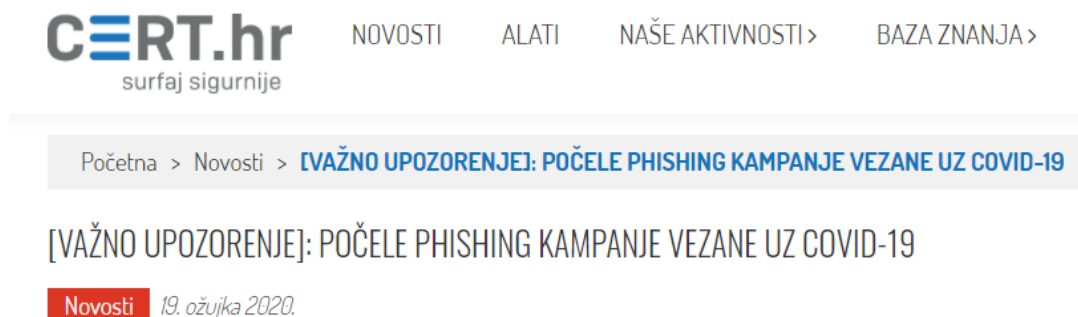 CERT.hr
surfaj sigurnije
NOVOSTI ALATI NAŠE AKTIVNOSTI > BAZA ZNANJA >
Početna > Novosti > [VAŽNO UPOZORENJE]: POČELE PHISHING KAMPANJE VEZANE UZ COVID-19
[VAŽNO UPOZORENJE]: POČELE PHISHING KAMPANJE VEZANE UZ COVID-19
Novosti 19. ožujka 2020.